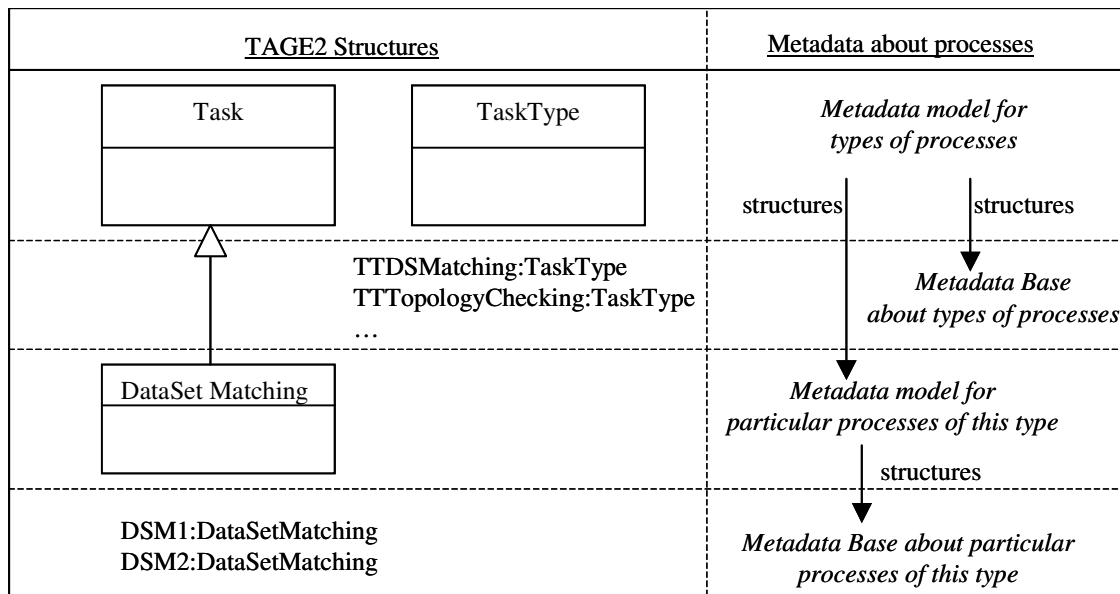 TAGE2 Structures
Metadata about processes
Task
TaskType
Metadata model for
types of processes
structures
structures
TTDSMatching:TaskType
TTTopologyChecking:TaskType
…
Metadata Base
about types of processes
DataSet Matching
Metadata model for
particular processes of this type
structures
DSM1:DataSetMatching
DSM2:DataSetMatching
Metadata Base about particular
processes of this type